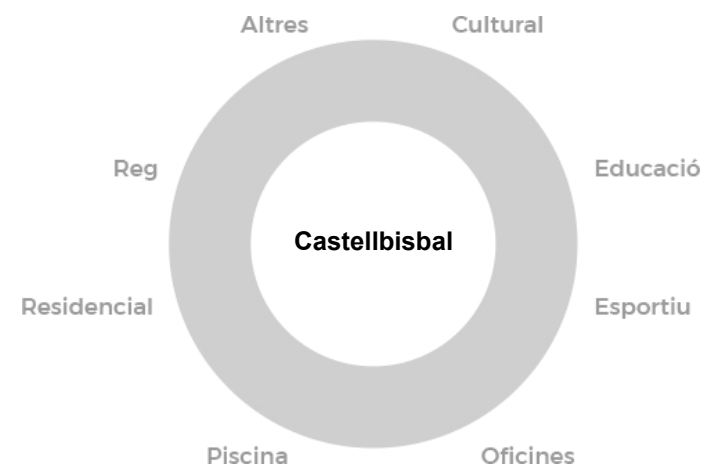 Altres
Cultural
Reg
Educació
Castellbisbal
Residencial
Esportiu
Piscina
Oficines